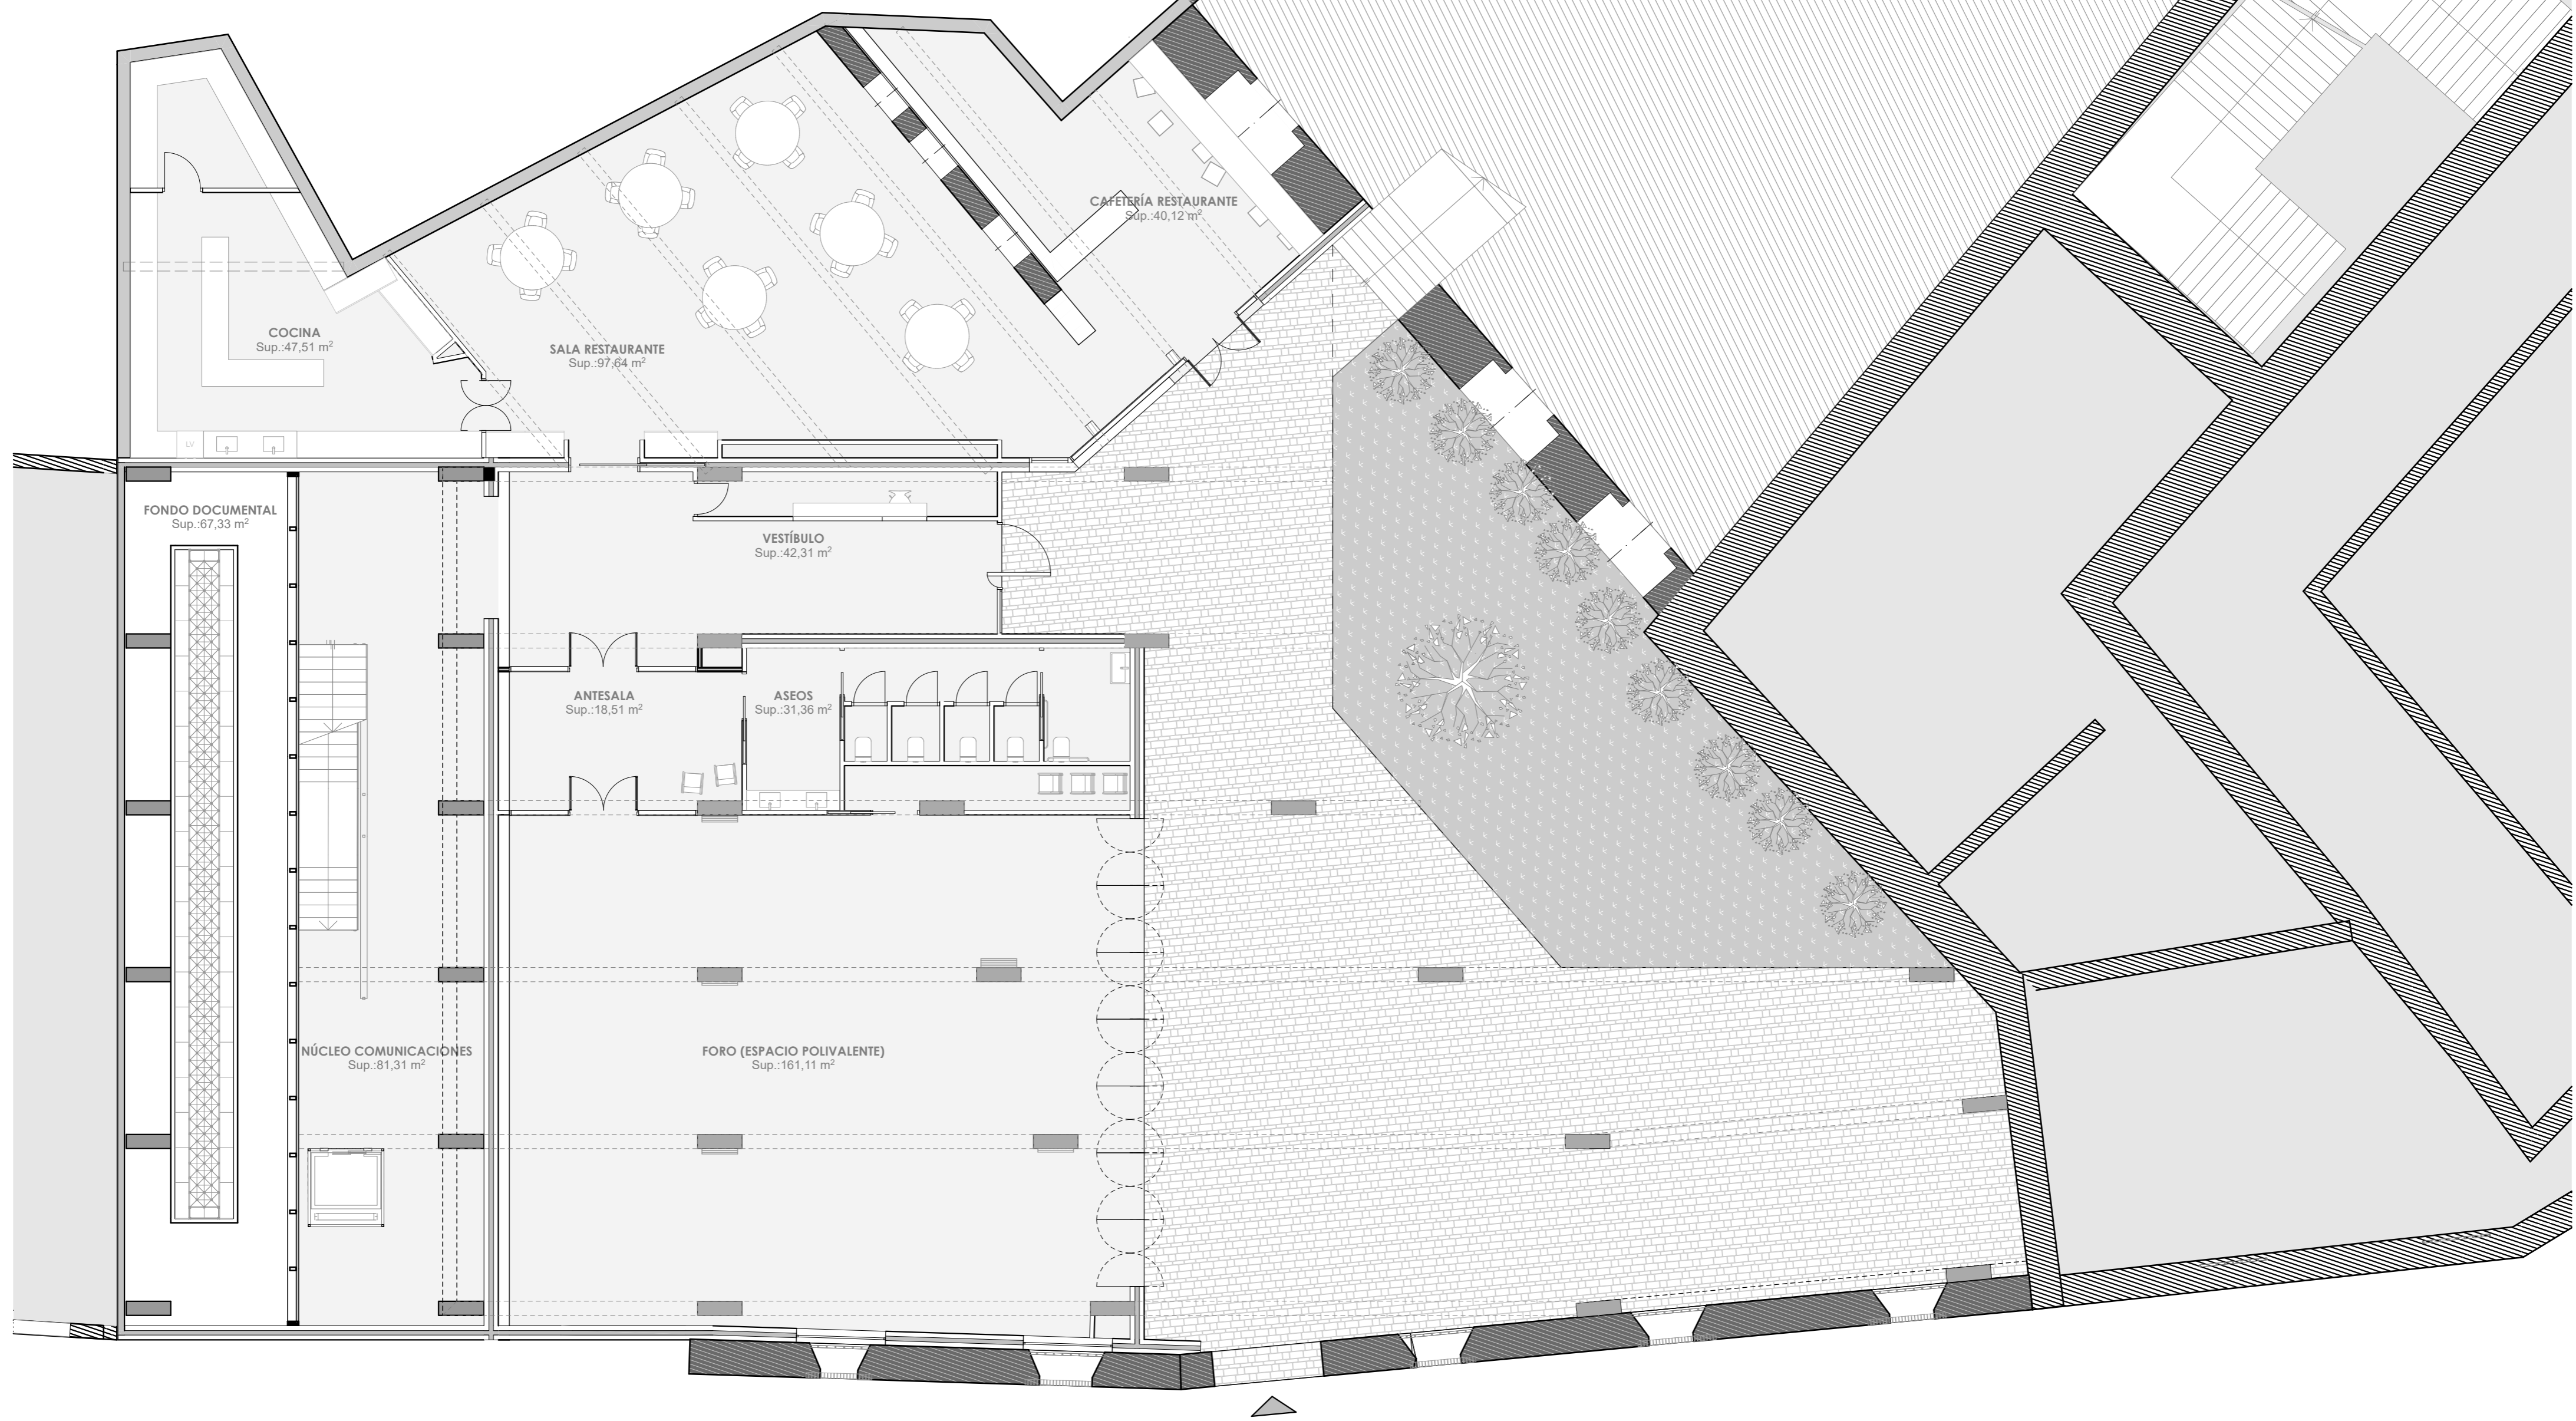 CAFETERÍA RESTAURANTE
Sup.:40,12 m²
COCINA
Sup.:47,51 m²
SALA RESTAURANTE
Sup.:97,64 m²
LV
FONDO DOCUMENTAL
Sup.:67,33 m²
VESTÍBULO
Sup.:42,31 m²
ANTESALA
Sup.:18,51 m²
ASEOS
Sup.:31,36 m²
NÚCLEO COMUNICACIONES
Sup.:81,31 m²
FORO (ESPACIO POLIVALENTE)
Sup.:161,11 m²